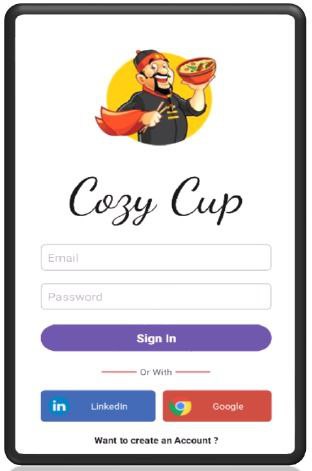 Cozy Cup
Email
Password
Sign In
Or With
in LinkedIn
Google
Want to create an Account ?